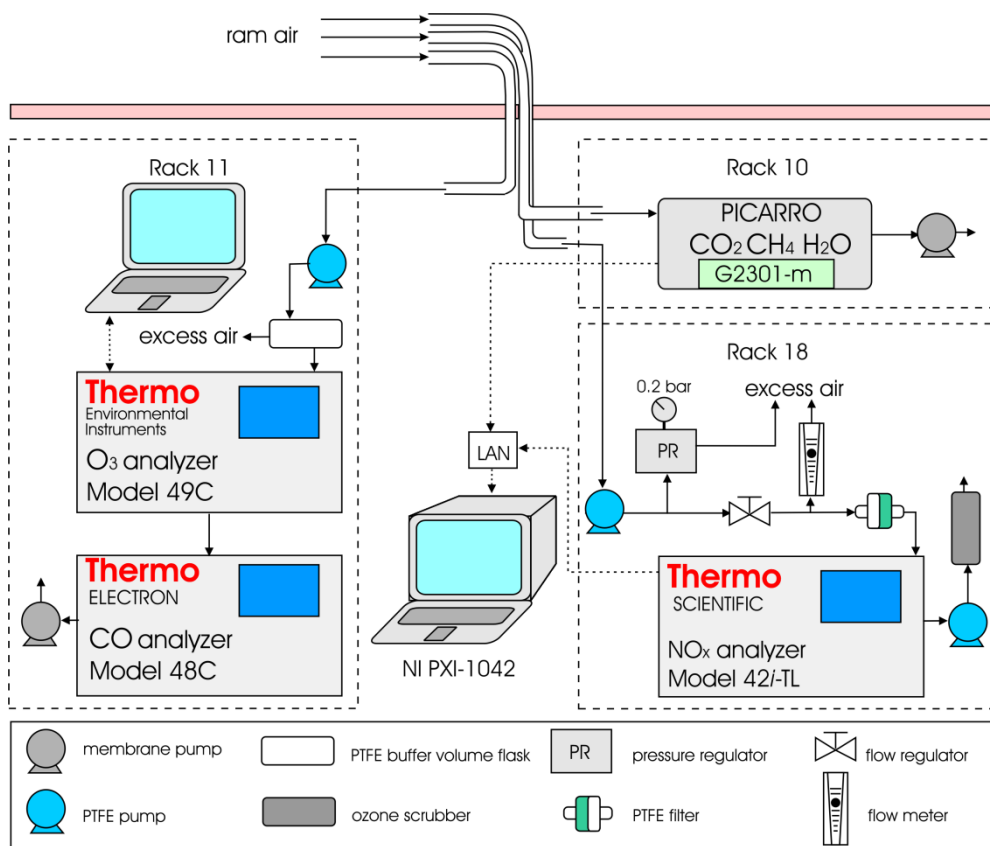 ram air
Rack 11
excess air
Thermo
Environmental
Instruments
O₃ analyzer
Model 49C
Thermo
ELECTRON
CO analyzer
Model 48C
Rack 10
PICARRO
CO₂ CH₄ H₂O
G2301-m
LAN
NI PXI-1042
Rack 18
0.2 bar
excess air
PR
Thermo
SCIENTIFIC
NOₓ analyzer
Model 42i-TL
membrane pump
PTFE buffer volume flask
PR
pressure regulator
flow regulator
PTFE pump
ozone scrubber
PTFE filter
flow meter